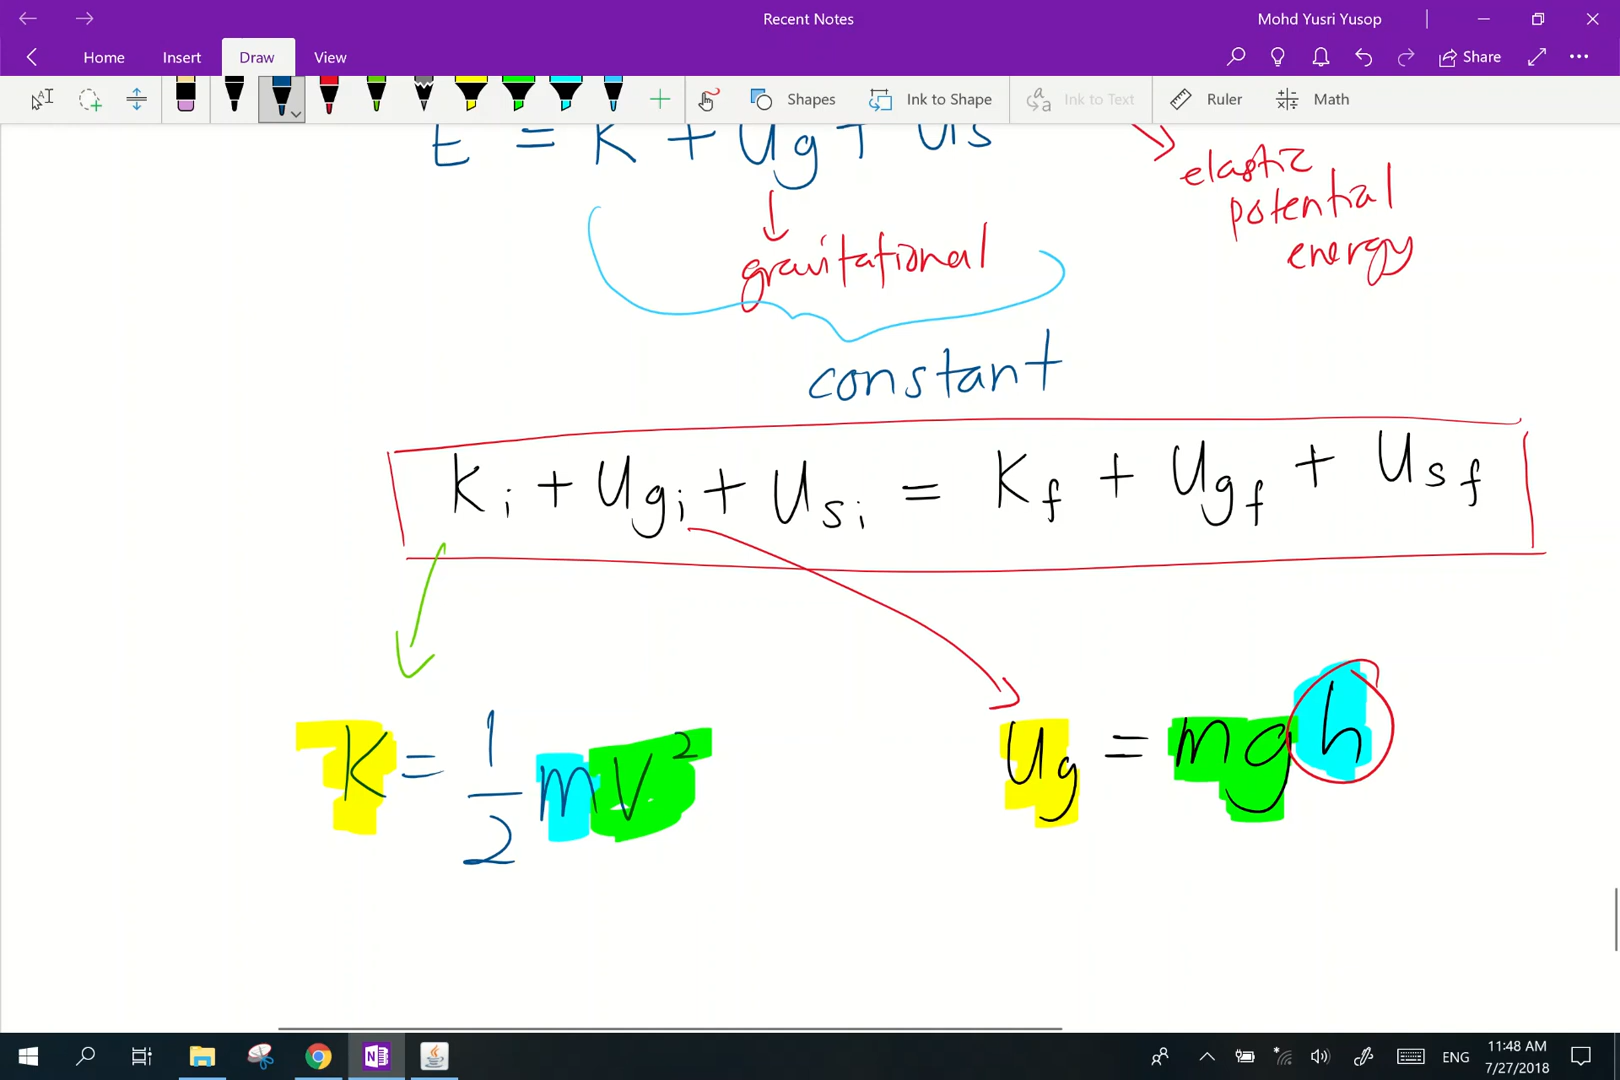 Recent Notes
Mohd Yusri Yusop
Home Insert Draw View
Share
Shapes
Ink to Shape
Ink to Text
Ruler
Math
E = K + Ug + Us
elastic
potential
energy
gravitational
constant
Ki + Ugi + Usi = Kf + Ugf + Usf
K = 1/2 mv²
Ug = mgh
ENG
11:48 AM
7/27/2018